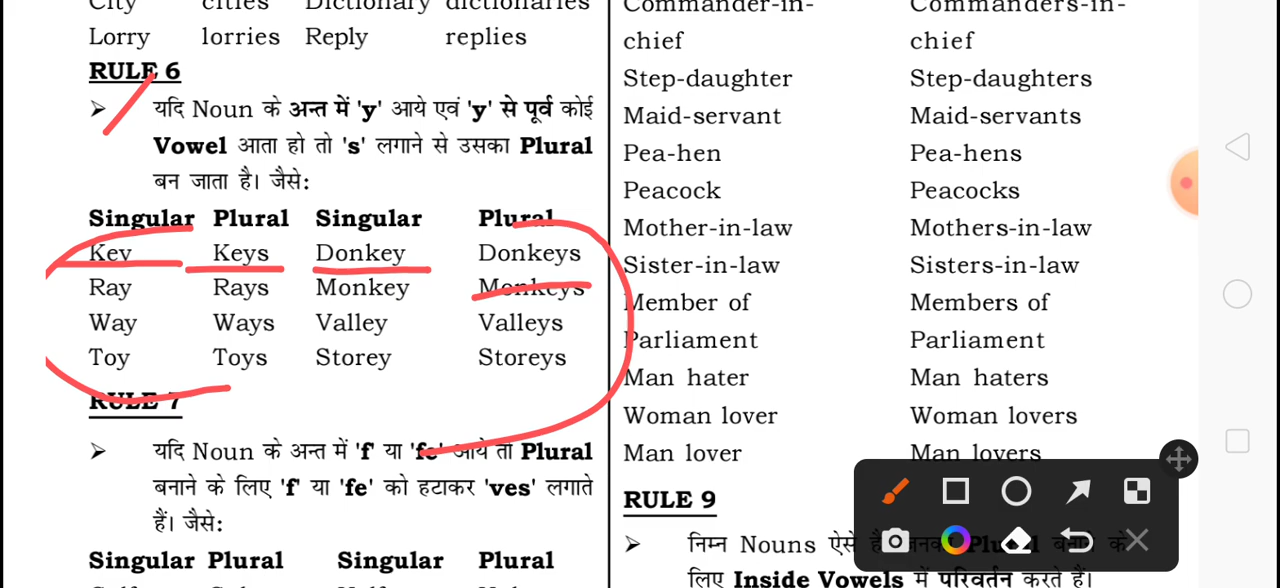 City cities Dictionary dictionaries
Lorry lorries Reply replies
RULE 6
➢ यदि Noun के अन्त में 'y' आये एवं 'y' से पूर्व कोई
Vowel आता हो तो 's' लगाने से उसका Plural
बन जाता है। जैसे:
Singular Plural Singular Plural
Key Keys Donkey Donkeys
Ray Rays Monkey Monkeys
Way Ways Valley Valleys
Toy Toys Storey Storeys
RULE 7
➢ यदि Noun के अन्त में 'f' या 'fe' आये तो Plural
बनाने के लिए 'f' या 'fe' को हटाकर 'ves' लगाते
हैं। जैसे:
Singular Plural Singular Plural
Commander-in- Commanders-in-
chief chief
Step-daughter Step-daughters
Maid-servant Maid-servants
Pea-hen Pea-hens
Peacock Peacocks
Mother-in-law Mothers-in-law
Sister-in-law Sisters-in-law
Member of Members of
Parliament Parliament
Man hater Man haters
Woman lover Woman lovers
Man lover Man lovers
RULE 9
➢ निम्न Nouns ऐसे Plural बनाने के
लिए Inside Vowels में परिवर्तन करते हैं।